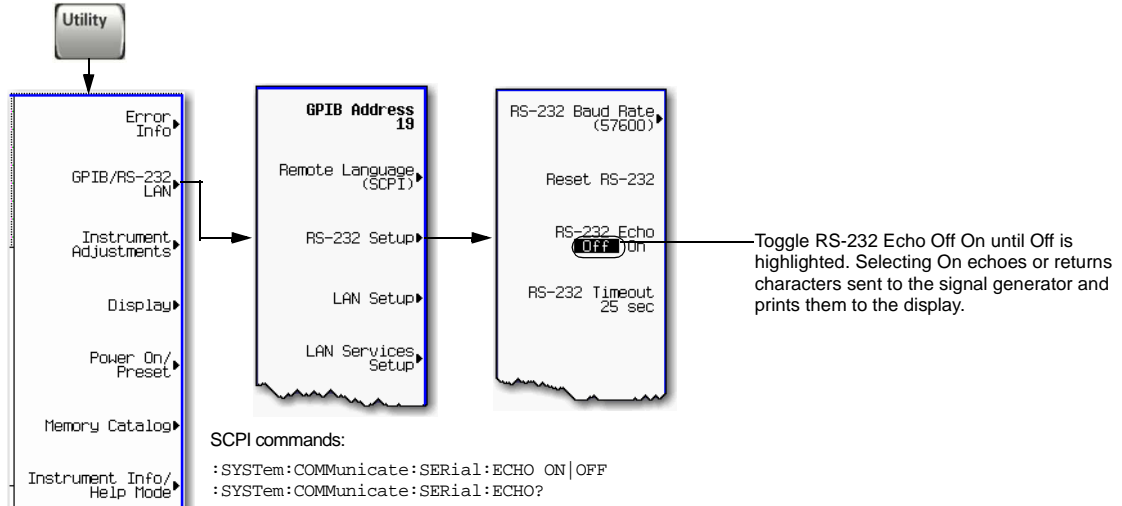 Utility
Error
Info
GPIB/RS-232
LAN
Instrument
Adjustments
Display
Power On/
Preset
Memory Catalog
Instrument Info/
Help Mode
GPIB Address
19
Remote Language
(SCPI)
RS-232 Setup
LAN Setup
LAN Services
Setup
RS-232 Baud Rate
(57600)
Reset RS-232
RS-232 Echo
Off On
RS-232 Timeout
25 sec
Toggle RS-232 Echo Off On until Off is
highlighted. Selecting On echoes or returns
characters sent to the signal generator and
prints them to the display.
SCPI commands:
:SYSTem:COMMunicate:SERial:ECHO ON|OFF
:SYSTem:COMMunicate:SERial:ECHO?